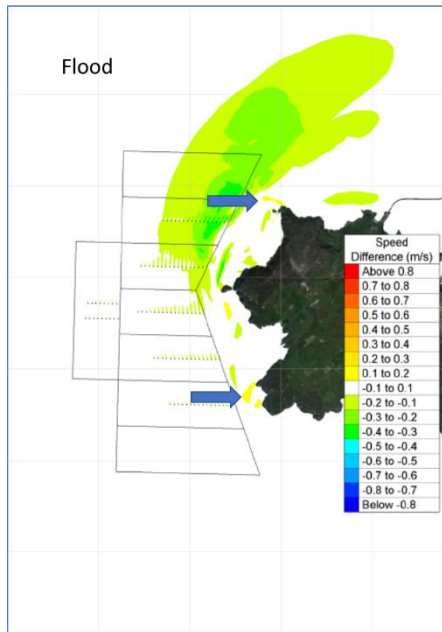 Flood
Speed
Difference (m/s)
Above 0.8
0.7 to 0.8
0.6 to 0.7
0.5 to 0.6
0.4 to 0.5
0.3 to 0.4
0.2 to 0.3
0.1 to 0.2
-0.1 to 0.1
-0.2 to -0.1
-0.3 to -0.2
-0.4 to -0.3
-0.5 to -0.4
-0.6 to -0.5
-0.7 to -0.6
-0.8 to -0.7
Below -0.8